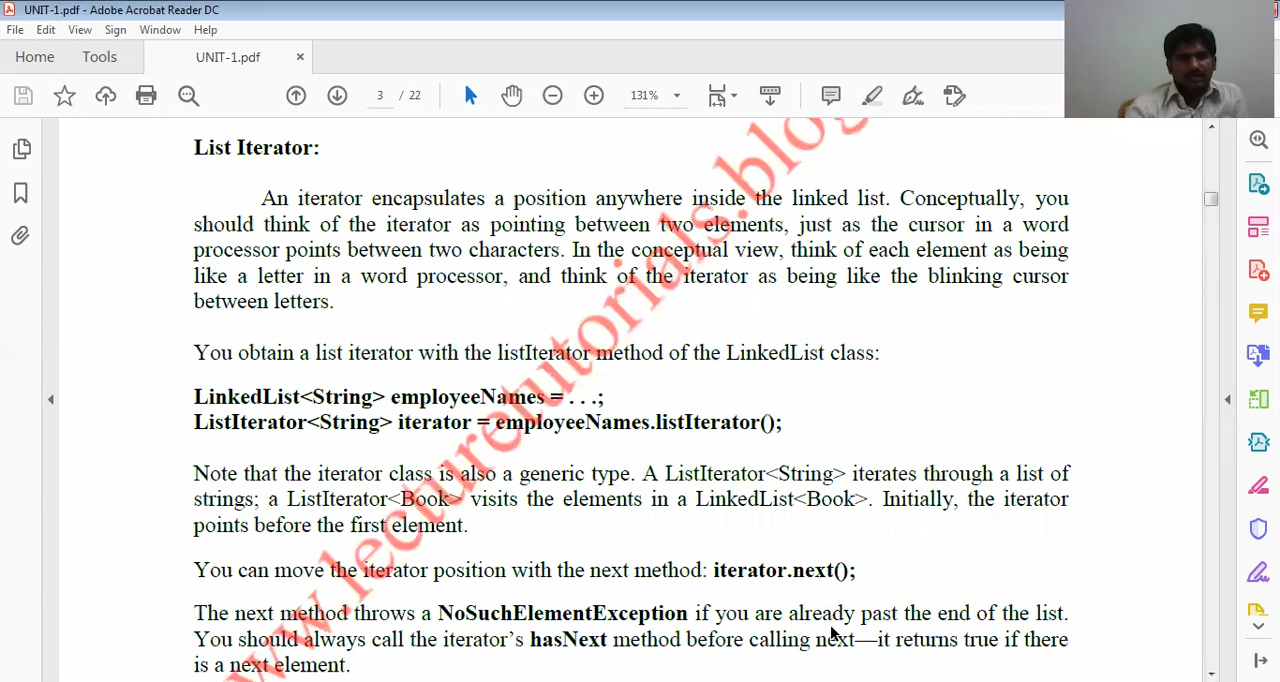 UNIT-1.pdf - Adobe Acrobat Reader DC
File Edit View Sign Window Help
Home Tools UNIT-1.pdf ×
3 / 22 131%
List Iterator:
An iterator encapsulates a position anywhere inside the linked list. Conceptually, you
should think of the iterator as pointing between two elements, just as the cursor in a word
processor points between two characters. In the conceptual view, think of each element as being
like a letter in a word processor, and think of the iterator as being like the blinking cursor
between letters.
You obtain a list iterator with the listIterator method of the LinkedList class:
LinkedList<String> employeeNames = . . .;
ListIterator<String> iterator = employeeNames.listIterator();
Note that the iterator class is also a generic type. A ListIterator<String> iterates through a list of
strings; a ListIterator<Book> visits the elements in a LinkedList<Book>. Initially, the iterator
points before the first element.
You can move the iterator position with the next method: iterator.next();
The next method throws a NoSuchElementException if you are already past the end of the list.
You should always call the iterator’s hasNext method before calling next—it returns true if there
is a next element.
www.lecturetutorials.blog